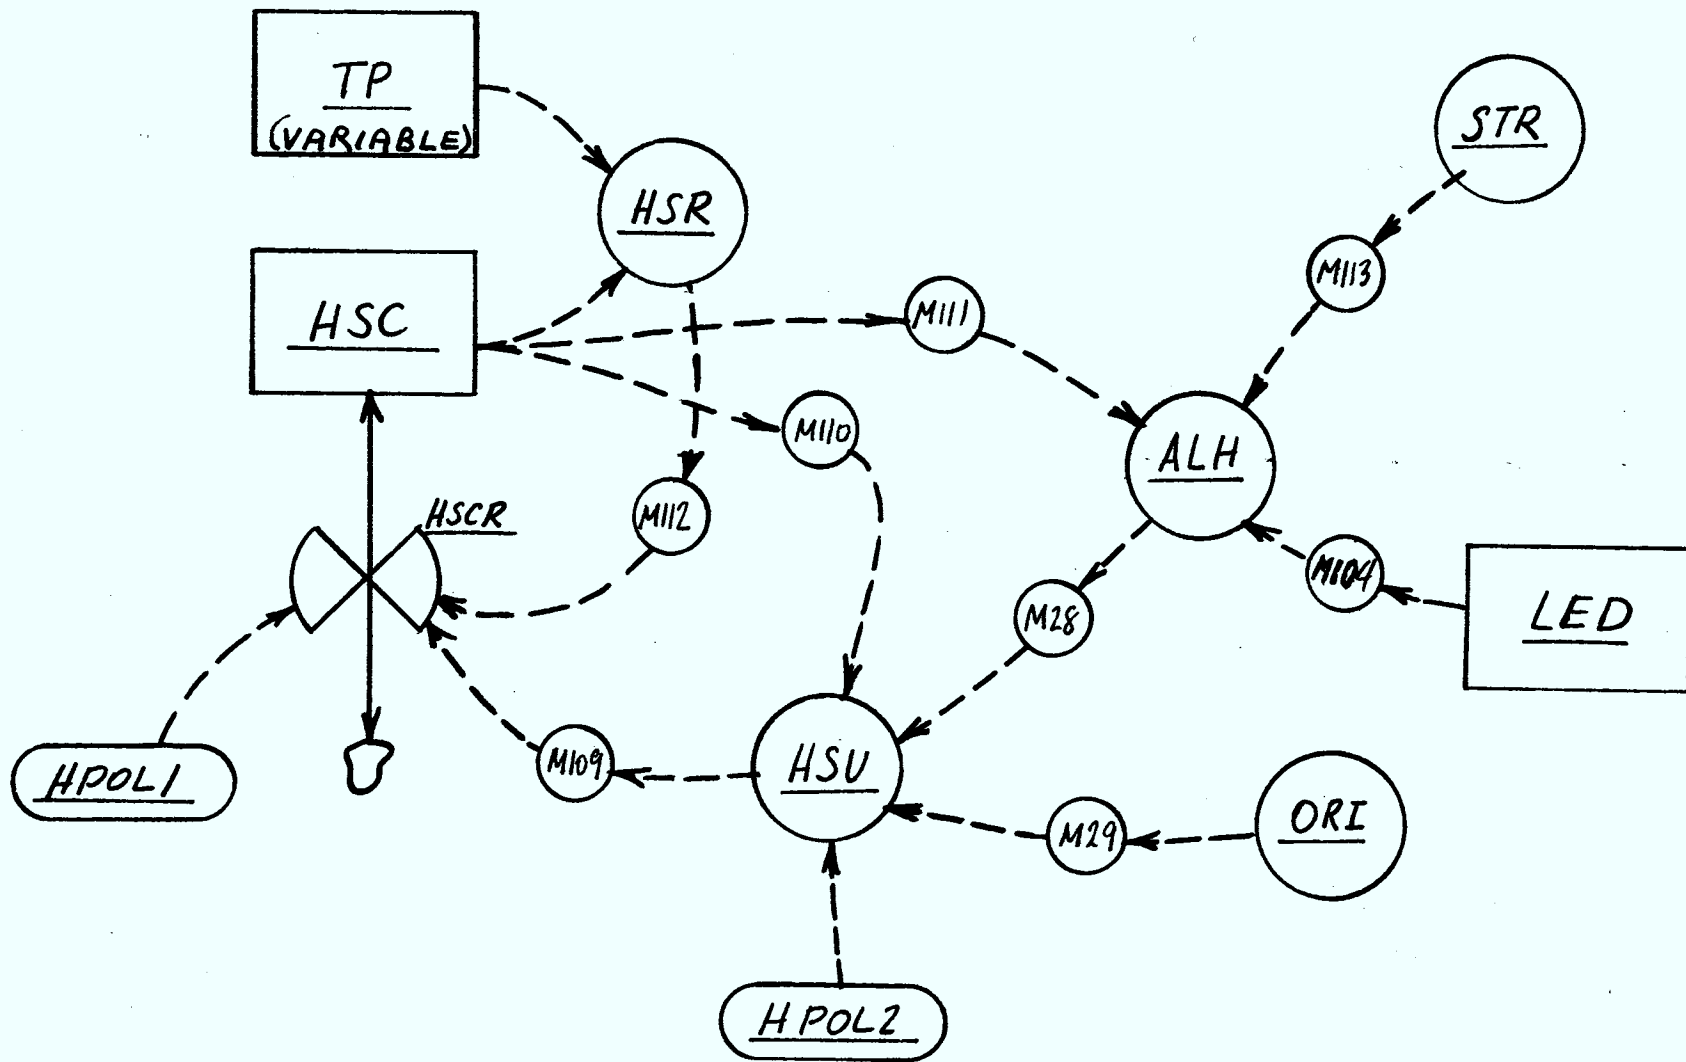 TP
(VARIABLE)
STR
HSR
M113
HSC
M111
M110
ALH
HSCR
M112
M104
LED
M28
HPOL1
M109
HSU
M29
ORI
HPOL2